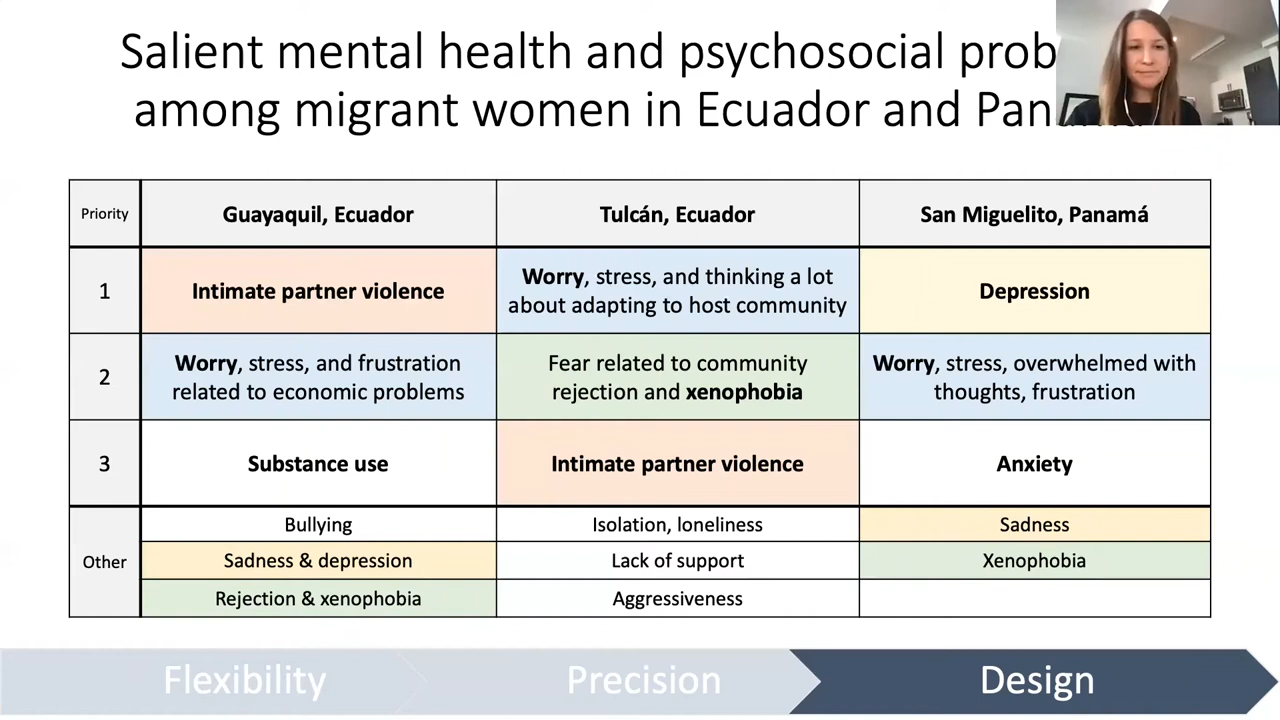 Salient mental health and psychosocial
among migrant women in Ecuador and
Priority
Guayaquil, Ecuador
Tulcán, Ecuador
San Miguelito, Panamá
1
Intimate partner violence
Worry, stress, and thinking a lot
about adapting to host community
Depression
2
Worry, stress, and frustration
related to economic problems
Fear related to community
rejection and xenophobia
Worry, stress, overwhelmed with
thoughts, frustration
3
Substance use
Intimate partner violence
Anxiety
Other
Bullying
Isolation, loneliness
Sadness
Sadness & depression
Lack of support
Xenophobia
Rejection & xenophobia
Aggressiveness
Flexibility
Precision
Design